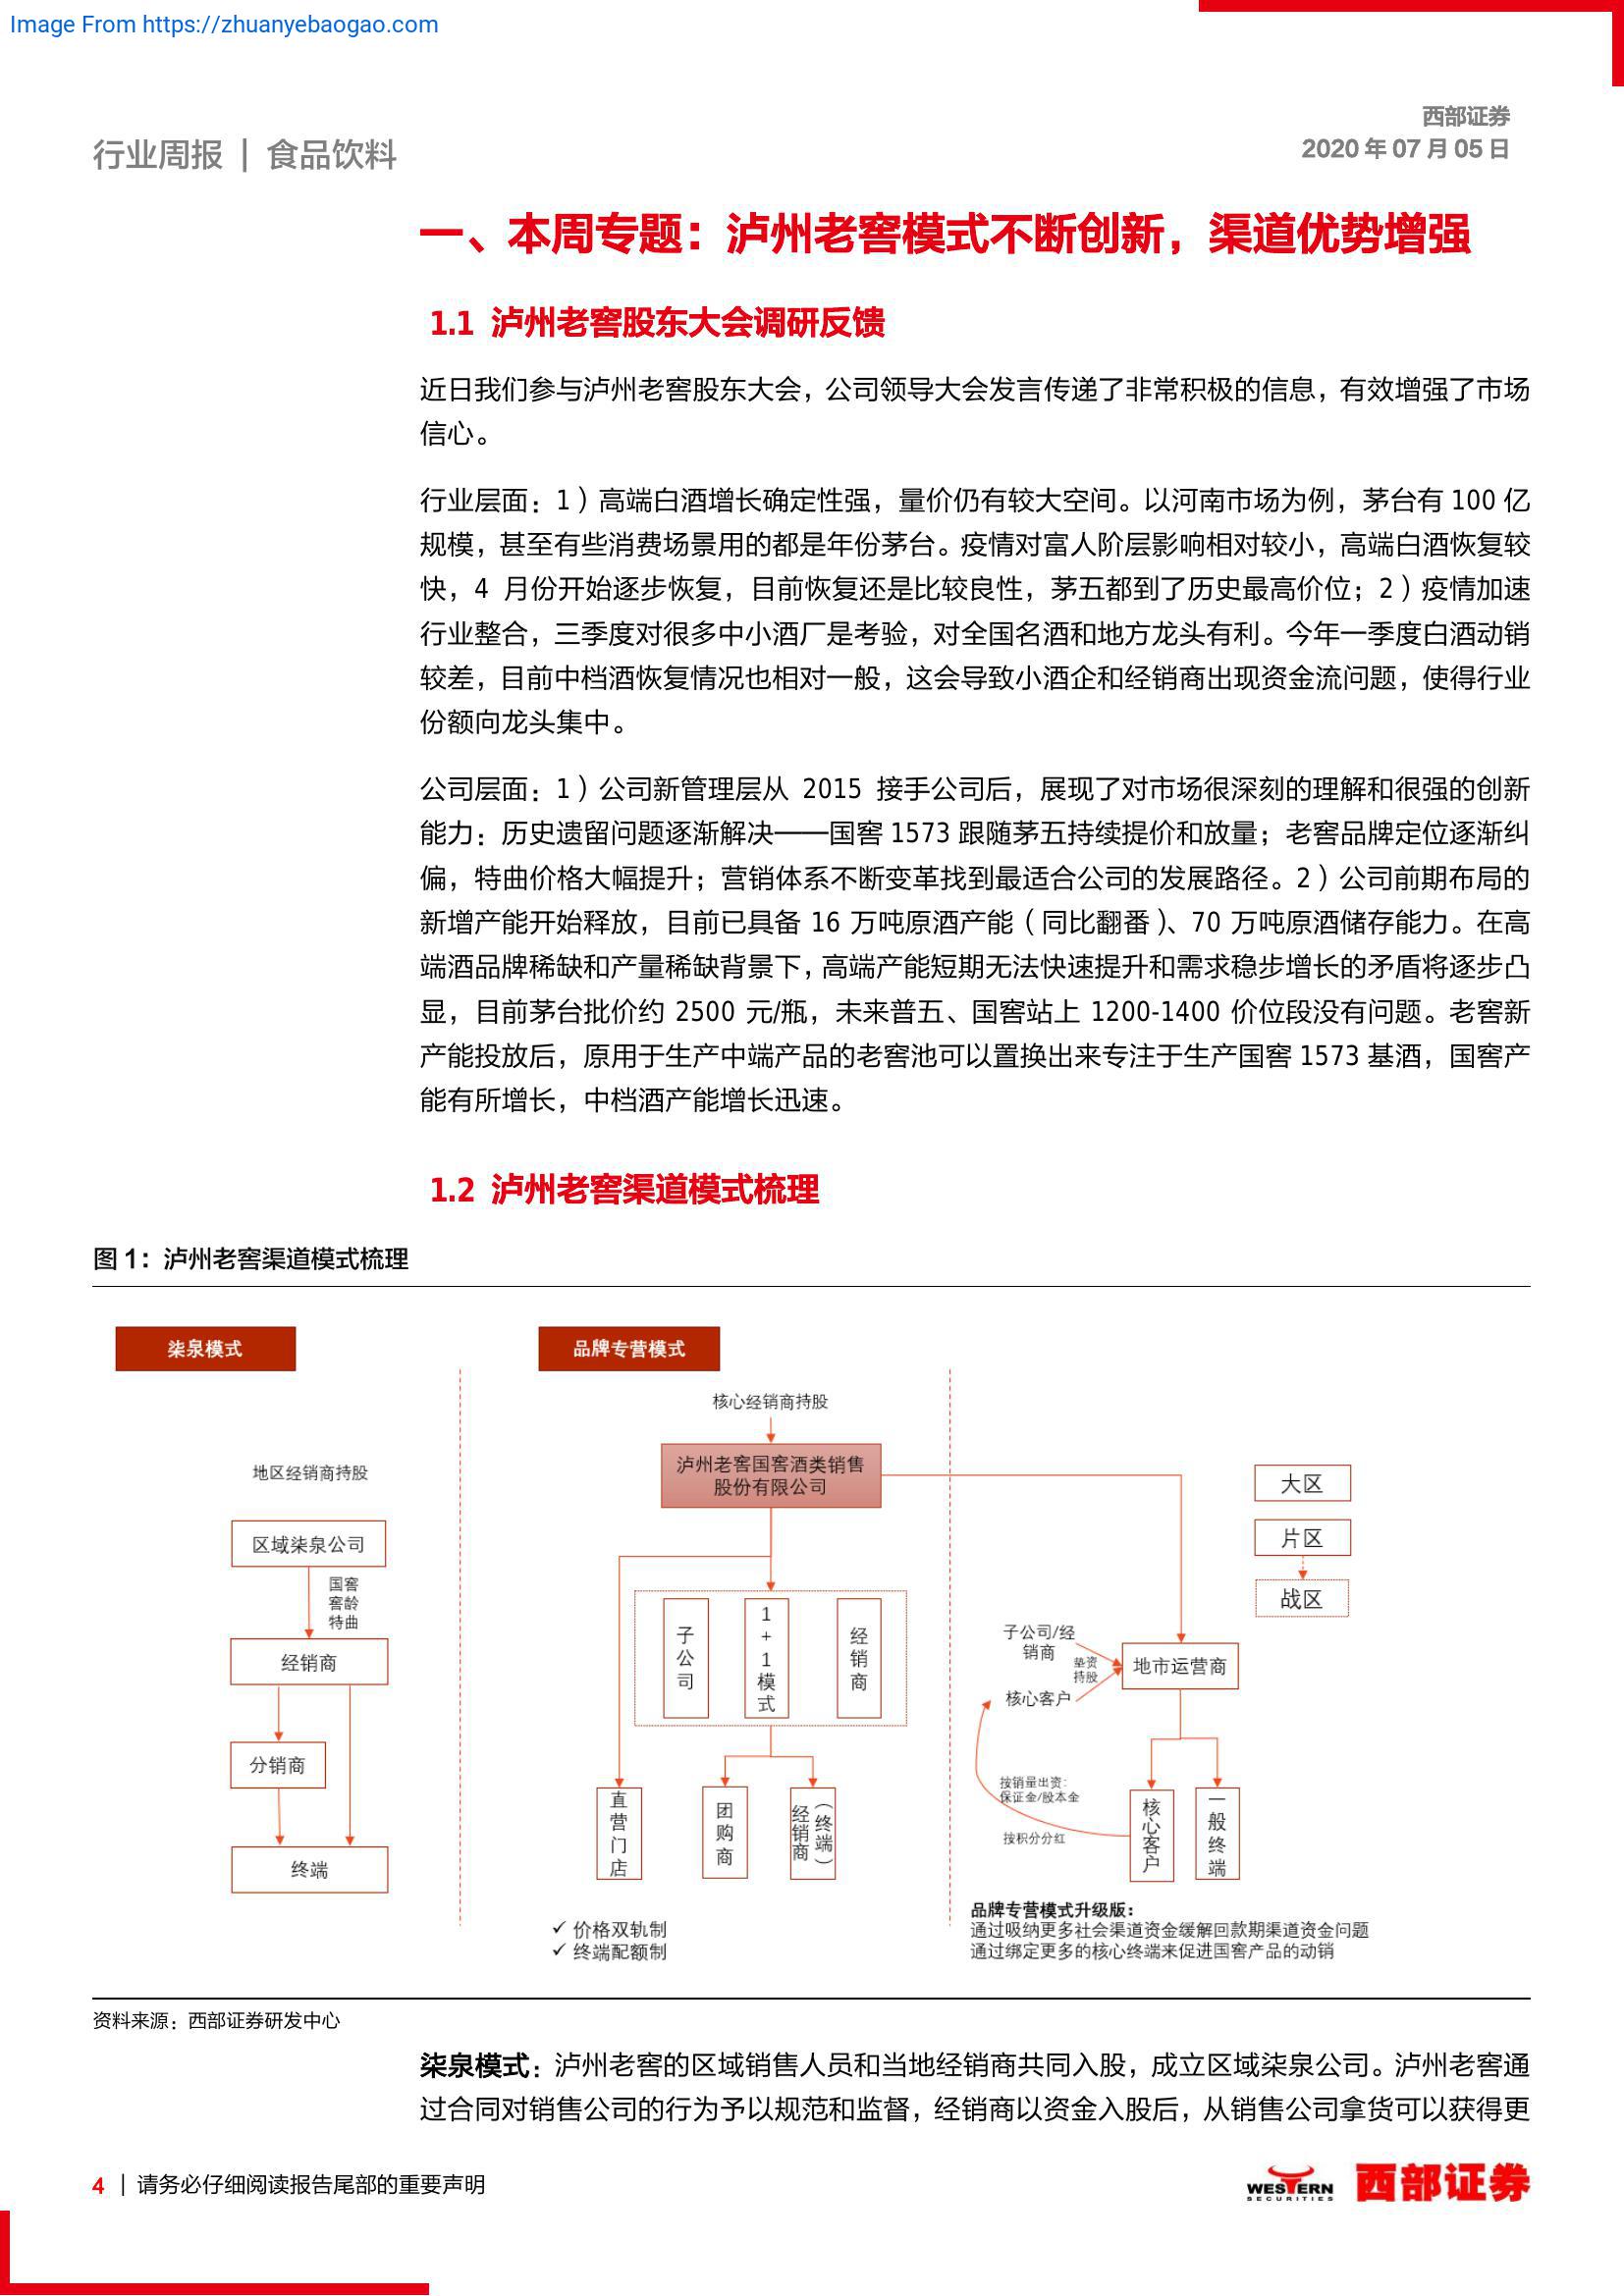 Image From https://zhuanyebaogao.com
西部证券
2020 年 07 月 05 日
行业周报 | 食品饮料
一、本周专题：泸州老窖模式不断创新，渠道优势增强
1.1 泸州老窖股东大会调研反馈
近日我们参与泸州老窖股东大会，公司领导大会发言传递了非常积极的信息，有效增强了市场
信心。
行业层面：1）高端白酒增长确定性强，量价仍有较大空间。以河南市场为例，茅台有 100 亿
规模，甚至有些消费场景用的都是年份茅台。疫情对富人阶层影响相对较小，高端白酒恢复较
快，4 月份开始逐步恢复，目前恢复还是比较良性，茅五都到了历史最高价位；2）疫情加速
行业整合，三季度对很多中小酒厂是考验，对全国名酒和地方龙头有利。今年一季度白酒动销
较差，目前中档酒恢复情况也相对一般，这会导致小酒企和经销商出现资金流问题，使得行业
份额向龙头集中。
公司层面：1）公司新管理层从 2015 接手公司后，展现了对市场很深刻的理解和很强的创新
能力：历史遗留问题逐渐解决——国窖 1573 跟随茅五持续提价和放量；老窖品牌定位逐渐纠
偏，特曲价格大幅提升；营销体系不断变革找到最适合公司的发展路径。2）公司前期布局的
新增产能开始释放，目前已具备 16 万吨原酒产能（同比翻番）、70 万吨原酒储存能力。在高
端酒品牌稀缺和产量稀缺背景下，高端产能短期无法快速提升和需求稳步增长的矛盾将逐步凸
显，目前茅台批价约 2500 元/瓶，未来普五、国窖站上 1200-1400 价位段没有问题。老窖新
产能投放后，原用于生产中端产品的老窖池可以置换出来专注于生产国窖 1573 基酒，国窖产
能有所增长，中档酒产能增长迅速。
1.2 泸州老窖渠道模式梳理
图 1：泸州老窖渠道模式梳理
柒泉模式
地区经销商持股
区域柒泉公司
国窖
窖龄
特曲
经销商
分销商
终端
品牌专营模式
核心经销商持股
泸州老窖国窖酒类销售
股份有限公司
子公司
1+1模式
经销商
直营门店
团购商
经销商
（终端）
✓ 价格双轨制
✓ 终端配额制
大区
片区
战区
子公司/经
销商
垫资
持股
核心客户
地市运营商
按销量出资：
保证金/股本金
按积分分红
核心客户
一般终端
品牌专营模式升级版：
通过吸纳更多社会渠道资金缓解回款期渠道资金问题
通过绑定更多的核心终端来促进国窖产品的动销
资料来源：西部证券研发中心
柒泉模式：泸州老窖的区域销售人员和当地经销商共同入股，成立区域柒泉公司。泸州老窖通
过合同对销售公司的行为予以规范和监督，经销商以资金入股后，从销售公司拿货可以获得更
4 | 请务必仔细阅读报告尾部的重要声明
WESTERN
SECURITIES
西部证券